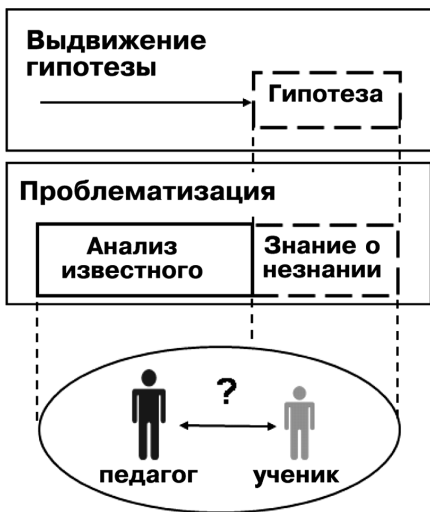 Выдвижение
гипотезы
Гипотеза
Проблематизация
Анализ
известного
Знание о
незнании
?
педагог
ученик